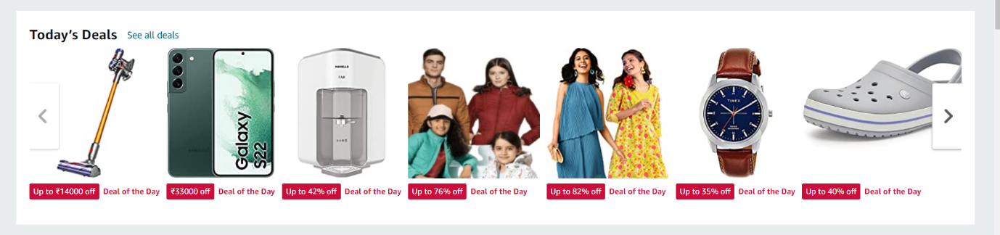 Today's Deals See all deals
Galaxy
S22
HAVELLS
TIMEX
Up to ₹14000 off Deal of the Day
₹33000 off Deal of the Day
Up to 42% off Deal of the Day
Up to 76% off Deal of the Day
Up to 82% off Deal of the Day
Up to 35% off Deal of the Day
Up to 40% off Deal of the Day